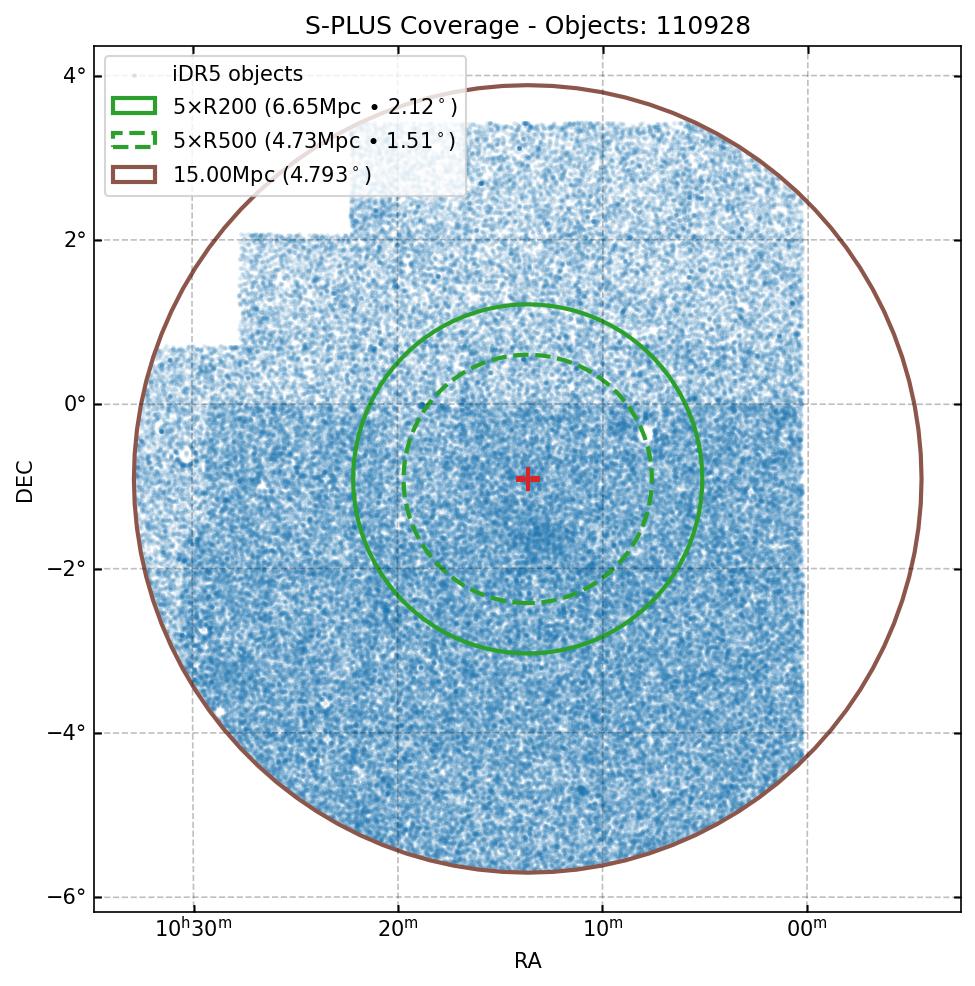 S-PLUS Coverage - Objects: 110928
iDR5 objects
5×R200 (6.65Mpc • 2.12°)
5×R500 (4.73Mpc • 1.51°)
15.00Mpc (4.793°)
4°
2°
0°
−2°
−4°
−6°
DEC
10ʰ30ᵐ 20ᵐ 10ᵐ 00ᵐ
RA